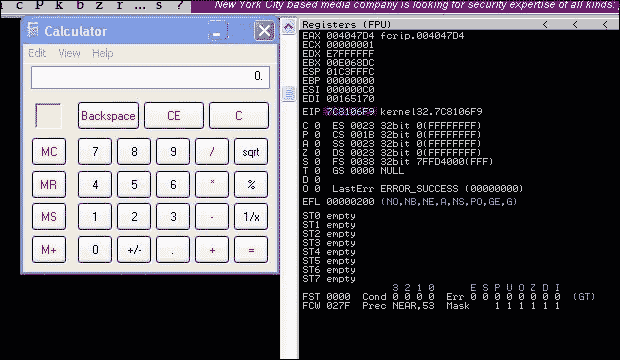 c P k b z r ... s ?
New York City based media company is looking for security expertise of all kinds.
Calculator
Edit View Help
0.
Backspace CE C
MC 7 8 9 / sqrt
MR 4 5 6 * %
MS 1 2 3 - 1/x
M+ 0 +/- . + =
Registers (FPU) < < <
EAX 004047D4 fcrip.004047D4
ECX 00000001
EDX E7FFFFFF
EBX 00E068DC
ESP 01C3FFFC
EBP 00000000
ESI 000000C0
EDI 00165170
EIP 7C8106F9 kernel32.7C8106F9
C 0 ES 0023 32bit 0(FFFFFFFF)
P 0 CS 001B 32bit 0(FFFFFFFF)
A 0 SS 0023 32bit 0(FFFFFFFF)
Z 0 DS 0023 32bit 0(FFFFFFFF)
S 0 FS 0038 32bit 7FFD4000(FFF)
T 0 GS 0000 NULL
D 0
O 0 LastErr ERROR_SUCCESS (00000000)
EFL 00000200 (NO,NB,NE,A,NS,PO,GE,G)
ST0 empty
ST1 empty
ST2 empty
ST3 empty
ST4 empty
ST5 empty
ST6 empty
ST7 empty
3 2 1 0 E S P U O Z D I
FST 0000 Cond 0 0 0 0 Err 0 0 0 0 0 0 0 0 (GT)
FCW 027F Prec NEAR,53 Mask 1 1 1 1 1 1